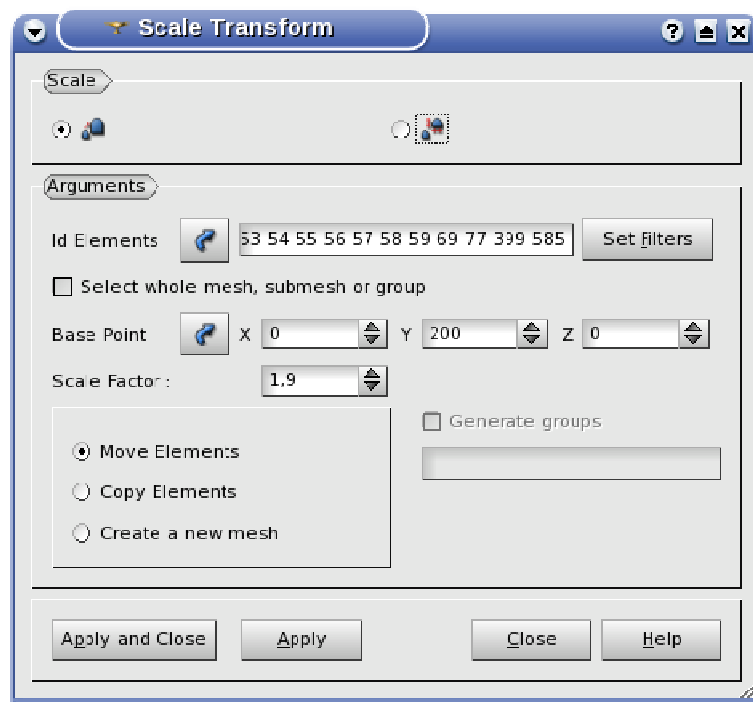 Scale Transform
Scale
Arguments
Id Elements 53 54 55 56 57 58 59 69 77 399 585 Set Filters
Select whole mesh, submesh or group
Base Point X 0 Y 200 Z 0
Scale Factor : 1,9
Generate groups
Move Elements
Copy Elements
Create a new mesh
Apply and Close Apply Close Help